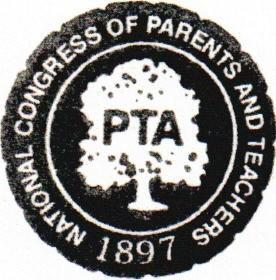 NATIONAL CONGRESS OF PARENTS AND TEACHERS
PTA
1897